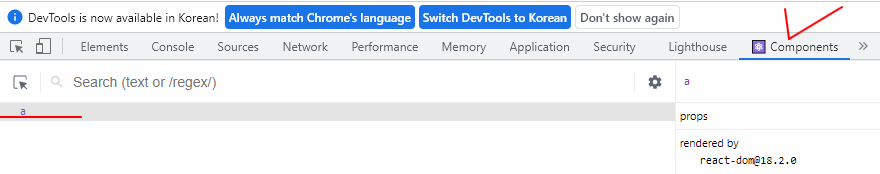 DevTools is now available in Korean! Always match Chrome's language Switch DevTools to Korean Don't show again
Elements Console Sources Network Performance Memory Application Security Lighthouse Components »
Search (text or /regex/)
a
a
props
rendered by
react-dom@18.2.0